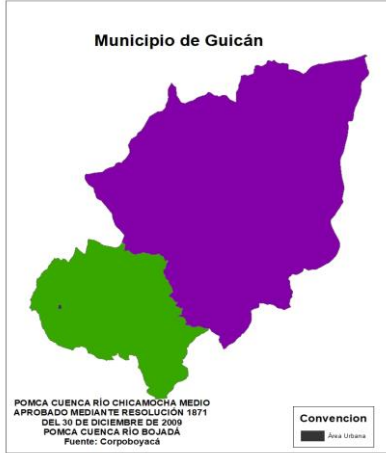 Municipio de Guicán
POMCA CUENCA RÍO CHICAMOCHA MEDIO
APROBADO MEDIANTE RESOLUCIÓN 1871
DEL 30 DE DICIEMBRE DE 2009
POMCA CUENCA RÍO BOJADÁ
Fuente: Corpoboyacá
Convencion
Área Urbana